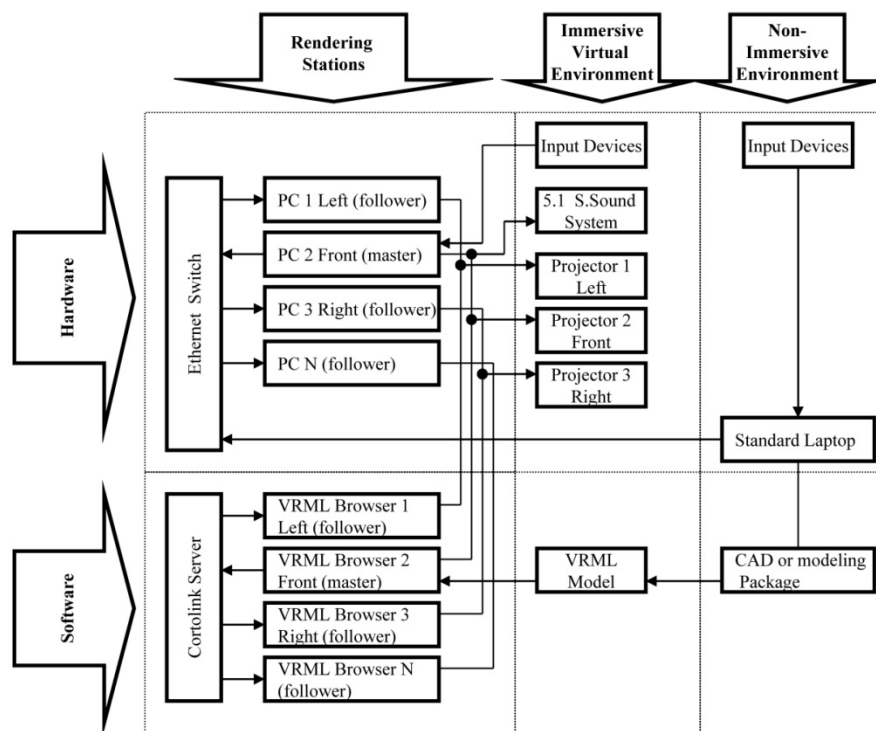 Rendering
Stations
Immersive
Virtual
Environment
Non-
Immersive
Environment
Hardware
Ethernet Switch
PC 1 Left (follower)
PC 2 Front (master)
PC 3 Right (follower)
PC N (follower)
Input Devices
5.1 S.Sound
System
Projector 1
Left
Projector 2
Front
Projector 3
Right
Input Devices
Standard Laptop
Software
Cortolink Server
VRML Browser 1
Left (follower)
VRML Browser 2
Front (master)
VRML Browser 3
Right (follower)
VRML Browser N
(follower)
VRML
Model
CAD or modeling
Package